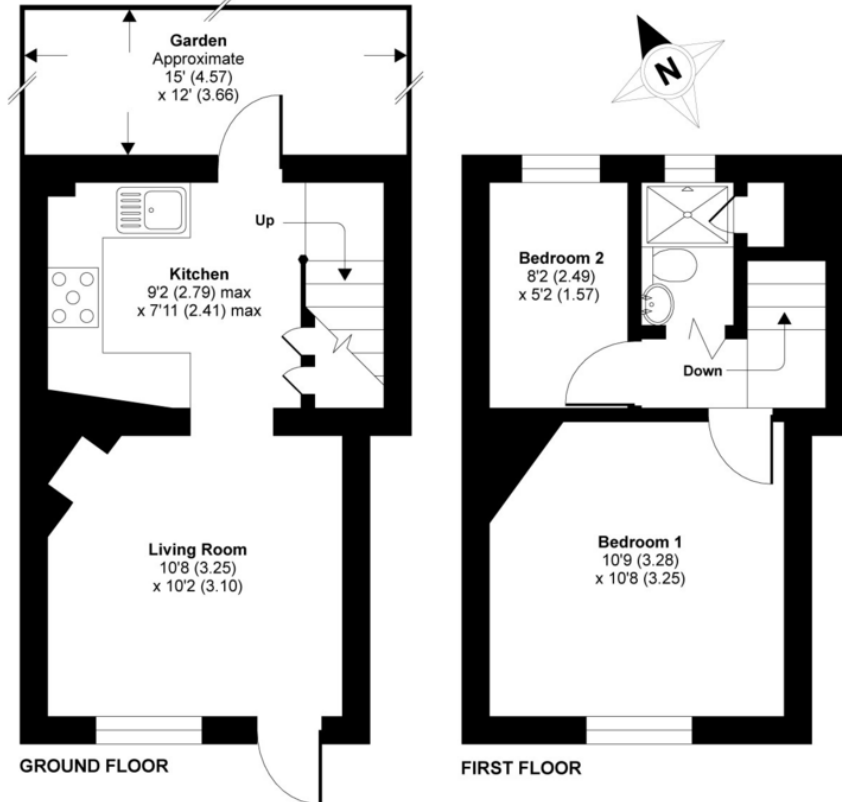 Garden
Approximate
15' (4.57)
x 12' (3.66)
N
Up
Kitchen
9'2 (2.79) max
x 7'11 (2.41) max
Bedroom 2
8'2 (2.49)
x 5'2 (1.57)
Down
Living Room
10'8 (3.25)
x 10'2 (3.10)
Bedroom 1
10'9 (3.28)
x 10'8 (3.25)
GROUND FLOOR
FIRST FLOOR